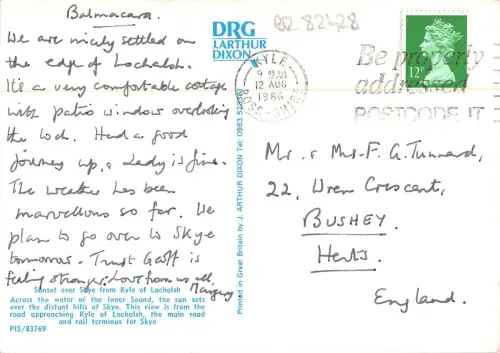 Balmacara.
We are nicely settled on
the edge of Lochalsh.
It's a very comfortable cottage
with patio window overlooking
the loch. Had a good
journey up, & Lady is fine.
The weather has been
marvellous so far. We
plan to go over to Skye
tomorrow. Trust Geoff is
feeling stronger. Love from us all,
Margery
Sunset over Skye from Kyle of Lochalsh
Across the water of the Inner Sound, the sun sets
over the distant hills of Skye. This view is from the
road approaching Kyle of Lochalsh, the main road
and rail terminus for Skye
PIS/83769
DRG
J.ARTHUR
DIXON
Printed in Great Britain by J. ARTHUR DIXON Tel: 0983
82428
KYLE
9 AM
12 AUG
1986
ROSS-SHIRE
Be properly
addressed
POSTCODE IT
12P
Mr. & Mrs. F. G. Tunnard,
22, Wren Crescent,
BUSHEY.
Herts.
England.